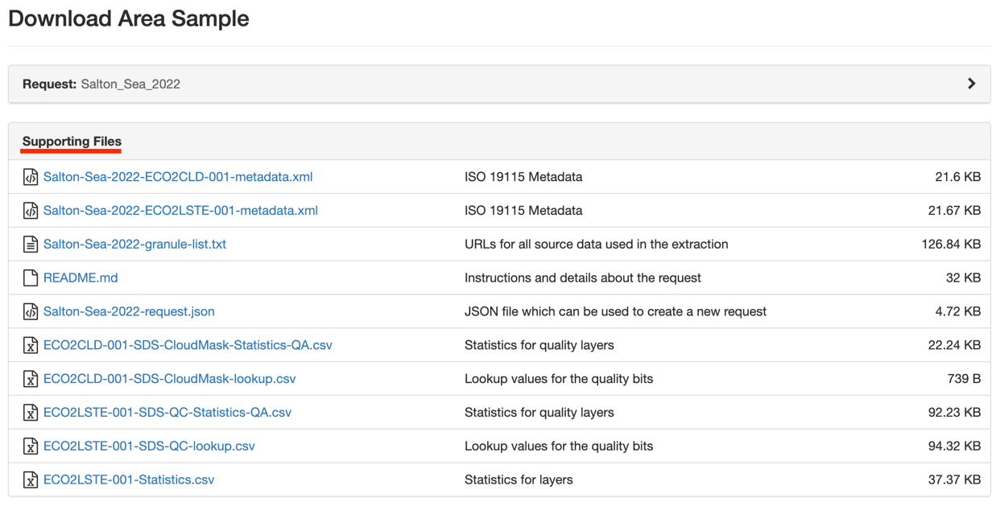 Download Area Sample
Request: Salton_Sea_2022
Supporting Files
Salton-Sea-2022-ECO2CLD-001-metadata.xml ISO 19115 Metadata 21.6 KB
Salton-Sea-2022-ECO2LSTE-001-metadata.xml ISO 19115 Metadata 21.67 KB
Salton-Sea-2022-granule-list.txt URLs for all source data used in the extraction 126.84 KB
README.md Instructions and details about the request 32 KB
Salton-Sea-2022-request.json JSON file which can be used to create a new request 4.72 KB
ECO2CLD-001-SDS-CloudMask-Statistics-QA.csv Statistics for quality layers 22.24 KB
ECO2CLD-001-SDS-CloudMask-lookup.csv Lookup values for the quality bits 739 B
ECO2LSTE-001-SDS-QC-Statistics-QA.csv Statistics for quality layers 92.23 KB
ECO2LSTE-001-SDS-QC-lookup.csv Lookup values for the quality bits 94.32 KB
ECO2LSTE-001-Statistics.csv Statistics for layers 37.37 KB